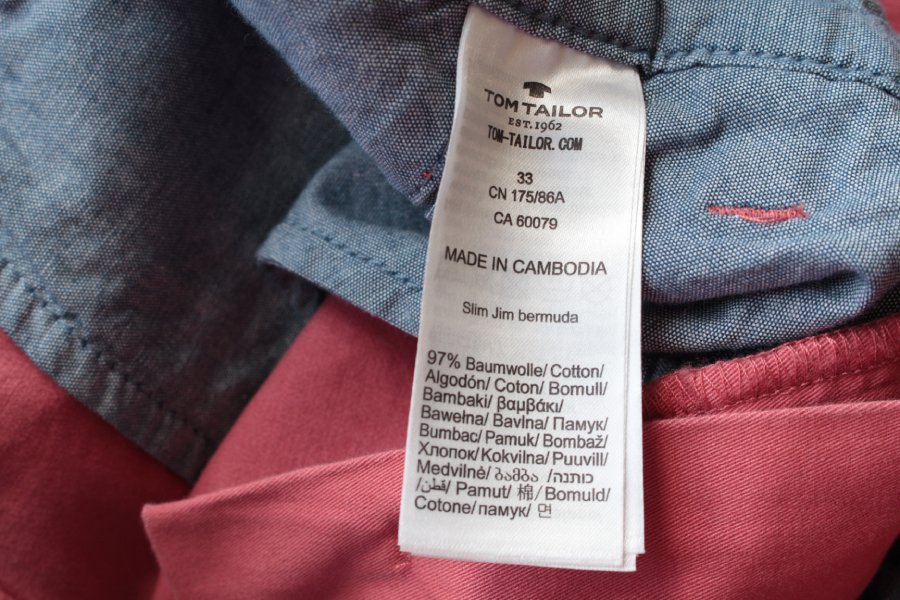 TOM TAILOR
EST. 1962
TOM-TAILOR.COM
33
CN 175/86A
CA 60079
MADE IN CAMBODIA
Slim Jim bermuda
97% Baumwolle/Cotton/
Algodón/ Coton/ Bomull/
Bambaki/ βαμβάκι/
Bawełna/ Bavlna/ Памук/
Bumbac/ Pamuk/ Bombaž/
Хлопок/ Kokvilna/ Puuvill/
Medvilnė/ ბამბა /כותנה/
/قطن/ Pamut/ 棉/ Bomuld/
Cotone/ памук/ 면